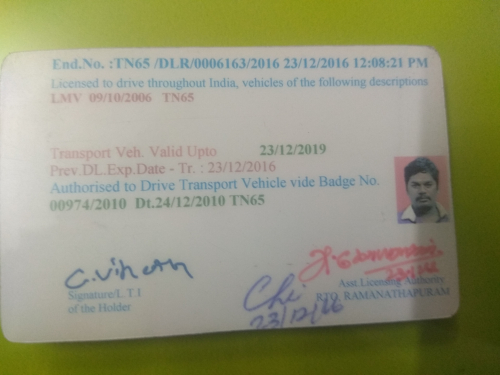 End.No. :TN65 /DLR/0006163/2016 23/12/2016 12:08:21 PM
Licensed to drive throughout India, vehicles of the following descriptions
LMV 09/10/2006 TN65
Transport Veh. Valid Upto 23/12/2019
Prev.DL.Exp.Date - Tr. : 23/12/2016
Authorised to Drive Transport Vehicle vide Badge No.
00974/2010 Dt.24/12/2010 TN65
Signature/L.T.I
of the Holder
Asst.Licensing Authority
RTO, RAMANATHAPURAM
23/12/16